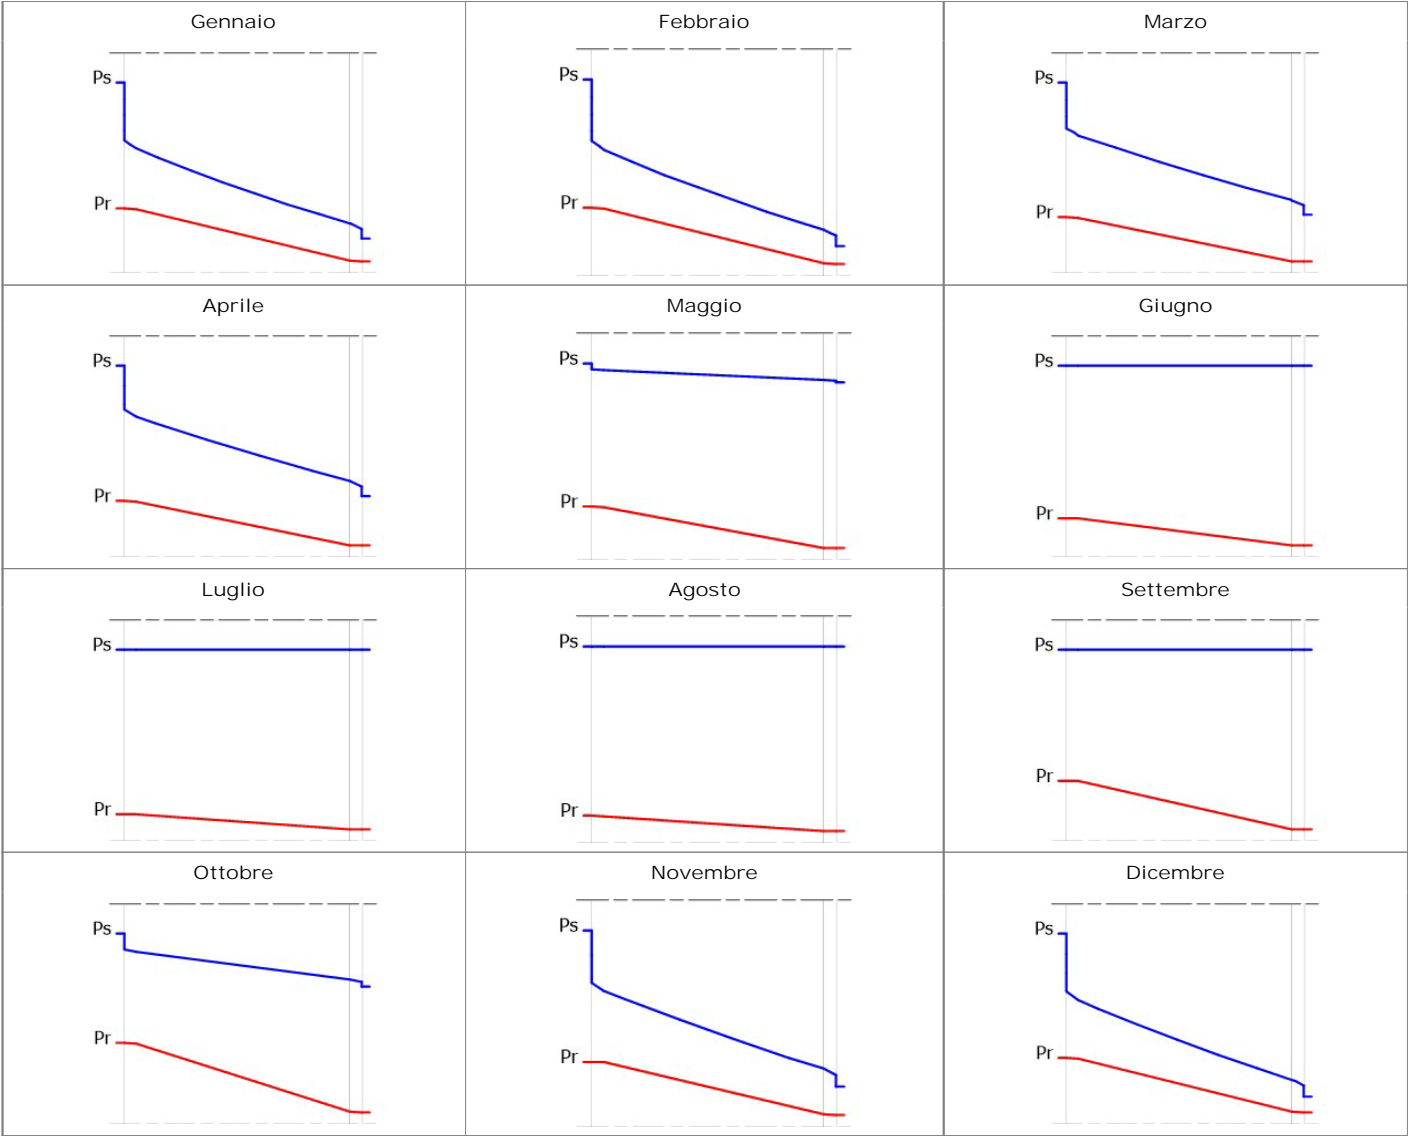 Gennaio
Febbraio
Marzo
Ps
Pr
Ps
Pr
Ps
Pr
Aprile
Maggio
Giugno
Ps
Pr
Ps
Pr
Ps
Pr
Luglio
Agosto
Settembre
Ps
Pr
Ps
Pr
Ps
Pr
Ottobre
Novembre
Dicembre
Ps
Pr
Ps
Pr
Ps
Pr